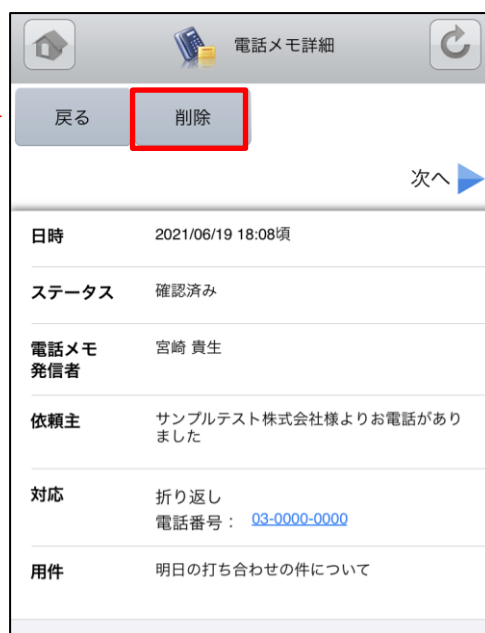 電話メモ詳細
戻る
削除
次へ
日時
2021/06/19 18:08頃
ステータス
確認済み
電話メモ
発信者
宮崎 貴生
依頼主
サンプルテスト株式会社様よりお電話があり
ました
対応
折り返し
電話番号： 03-0000-0000
用件
明日の打ち合わせの件について